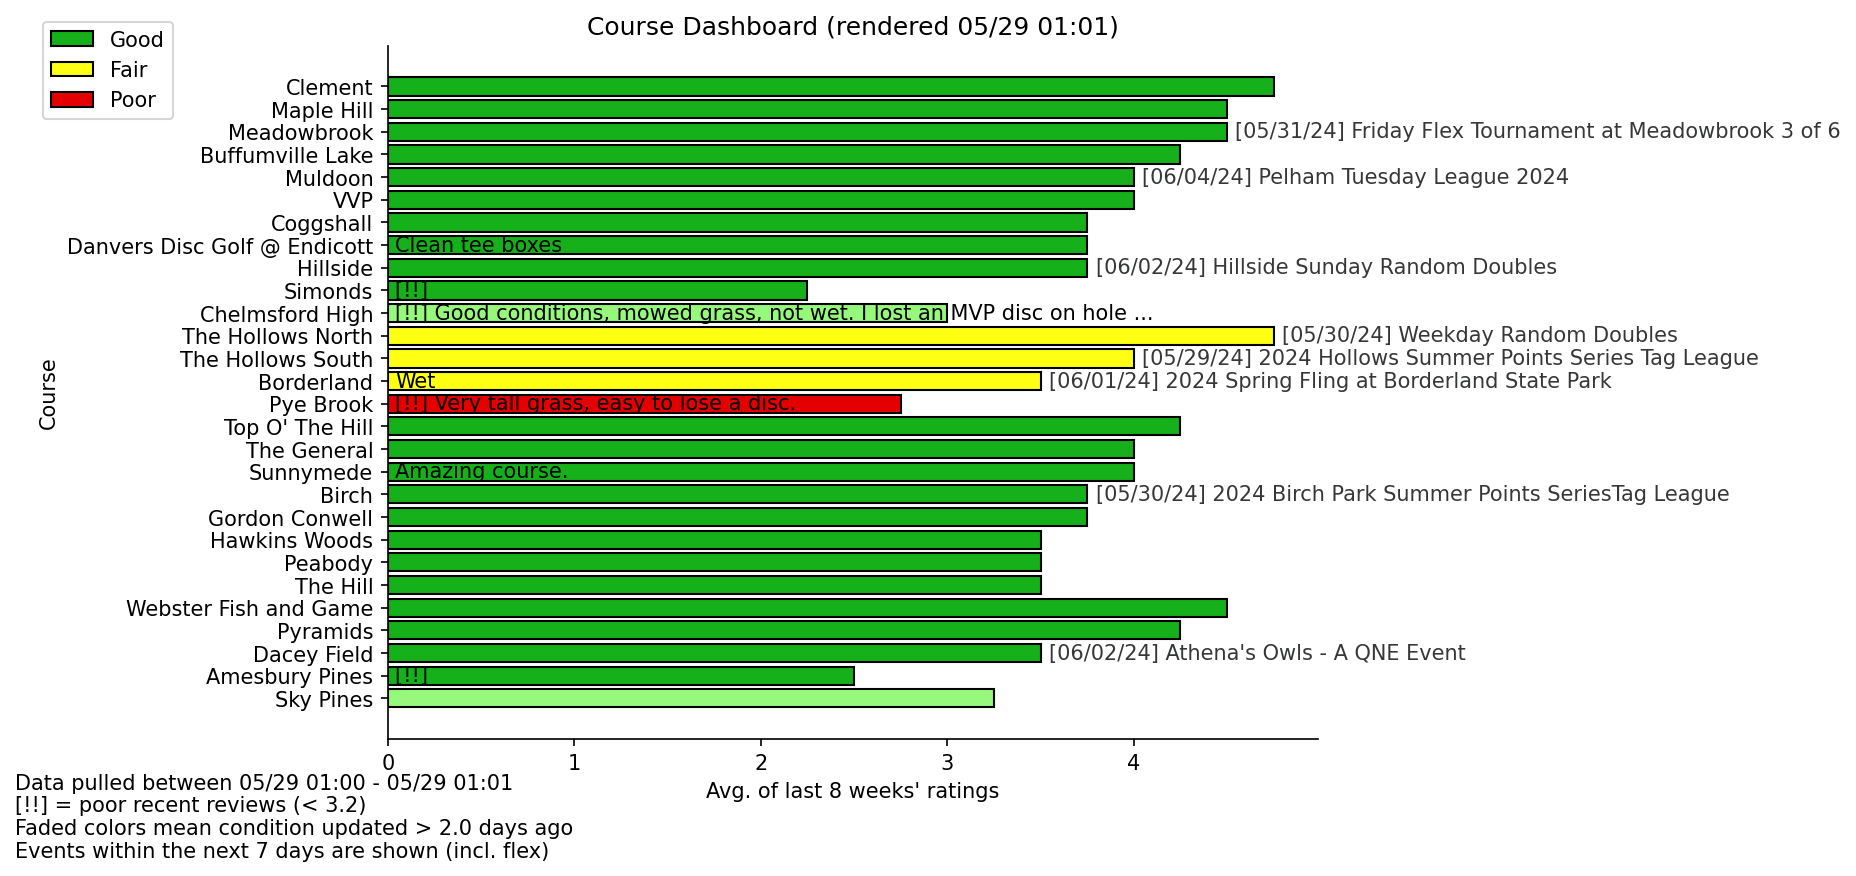 Course Dashboard (rendered 05/29 01:01)
Good
Fair
Poor
Clement
Maple Hill
Meadowbrook [05/31/24] Friday Flex Tournament at Meadowbrook 3 of 6
Buffumville Lake
Muldoon [06/04/24] Pelham Tuesday League 2024
VVP
Coggshall
Danvers Disc Golf @ Endicott Clean tee boxes
Hillside [06/02/24] Hillside Sunday Random Doubles
Simonds [!!]
Chelmsford High [!!] Good conditions, mowed grass, not wet. I lost an MVP disc on hole ...
The Hollows North [05/30/24] Weekday Random Doubles
The Hollows South [05/29/24] 2024 Hollows Summer Points Series Tag League
Borderland Wet [06/01/24] 2024 Spring Fling at Borderland State Park
Pye Brook [!!] Very tall grass, easy to lose a disc.
Top O' The Hill
The General
Sunnymede Amazing course.
Birch [05/30/24] 2024 Birch Park Summer Points SeriesTag League
Gordon Conwell
Hawkins Woods
Peabody
The Hill
Webster Fish and Game
Pyramids
Dacey Field [06/02/24] Athena's Owls - A QNE Event
Amesbury Pines [!!]
Sky Pines
Course
0 1 2 3 4
Avg. of last 8 weeks' ratings
Data pulled between 05/29 01:00 - 05/29 01:01
[!!] = poor recent reviews (< 3.2)
Faded colors mean condition updated > 2.0 days ago
Events within the next 7 days are shown (incl. flex)